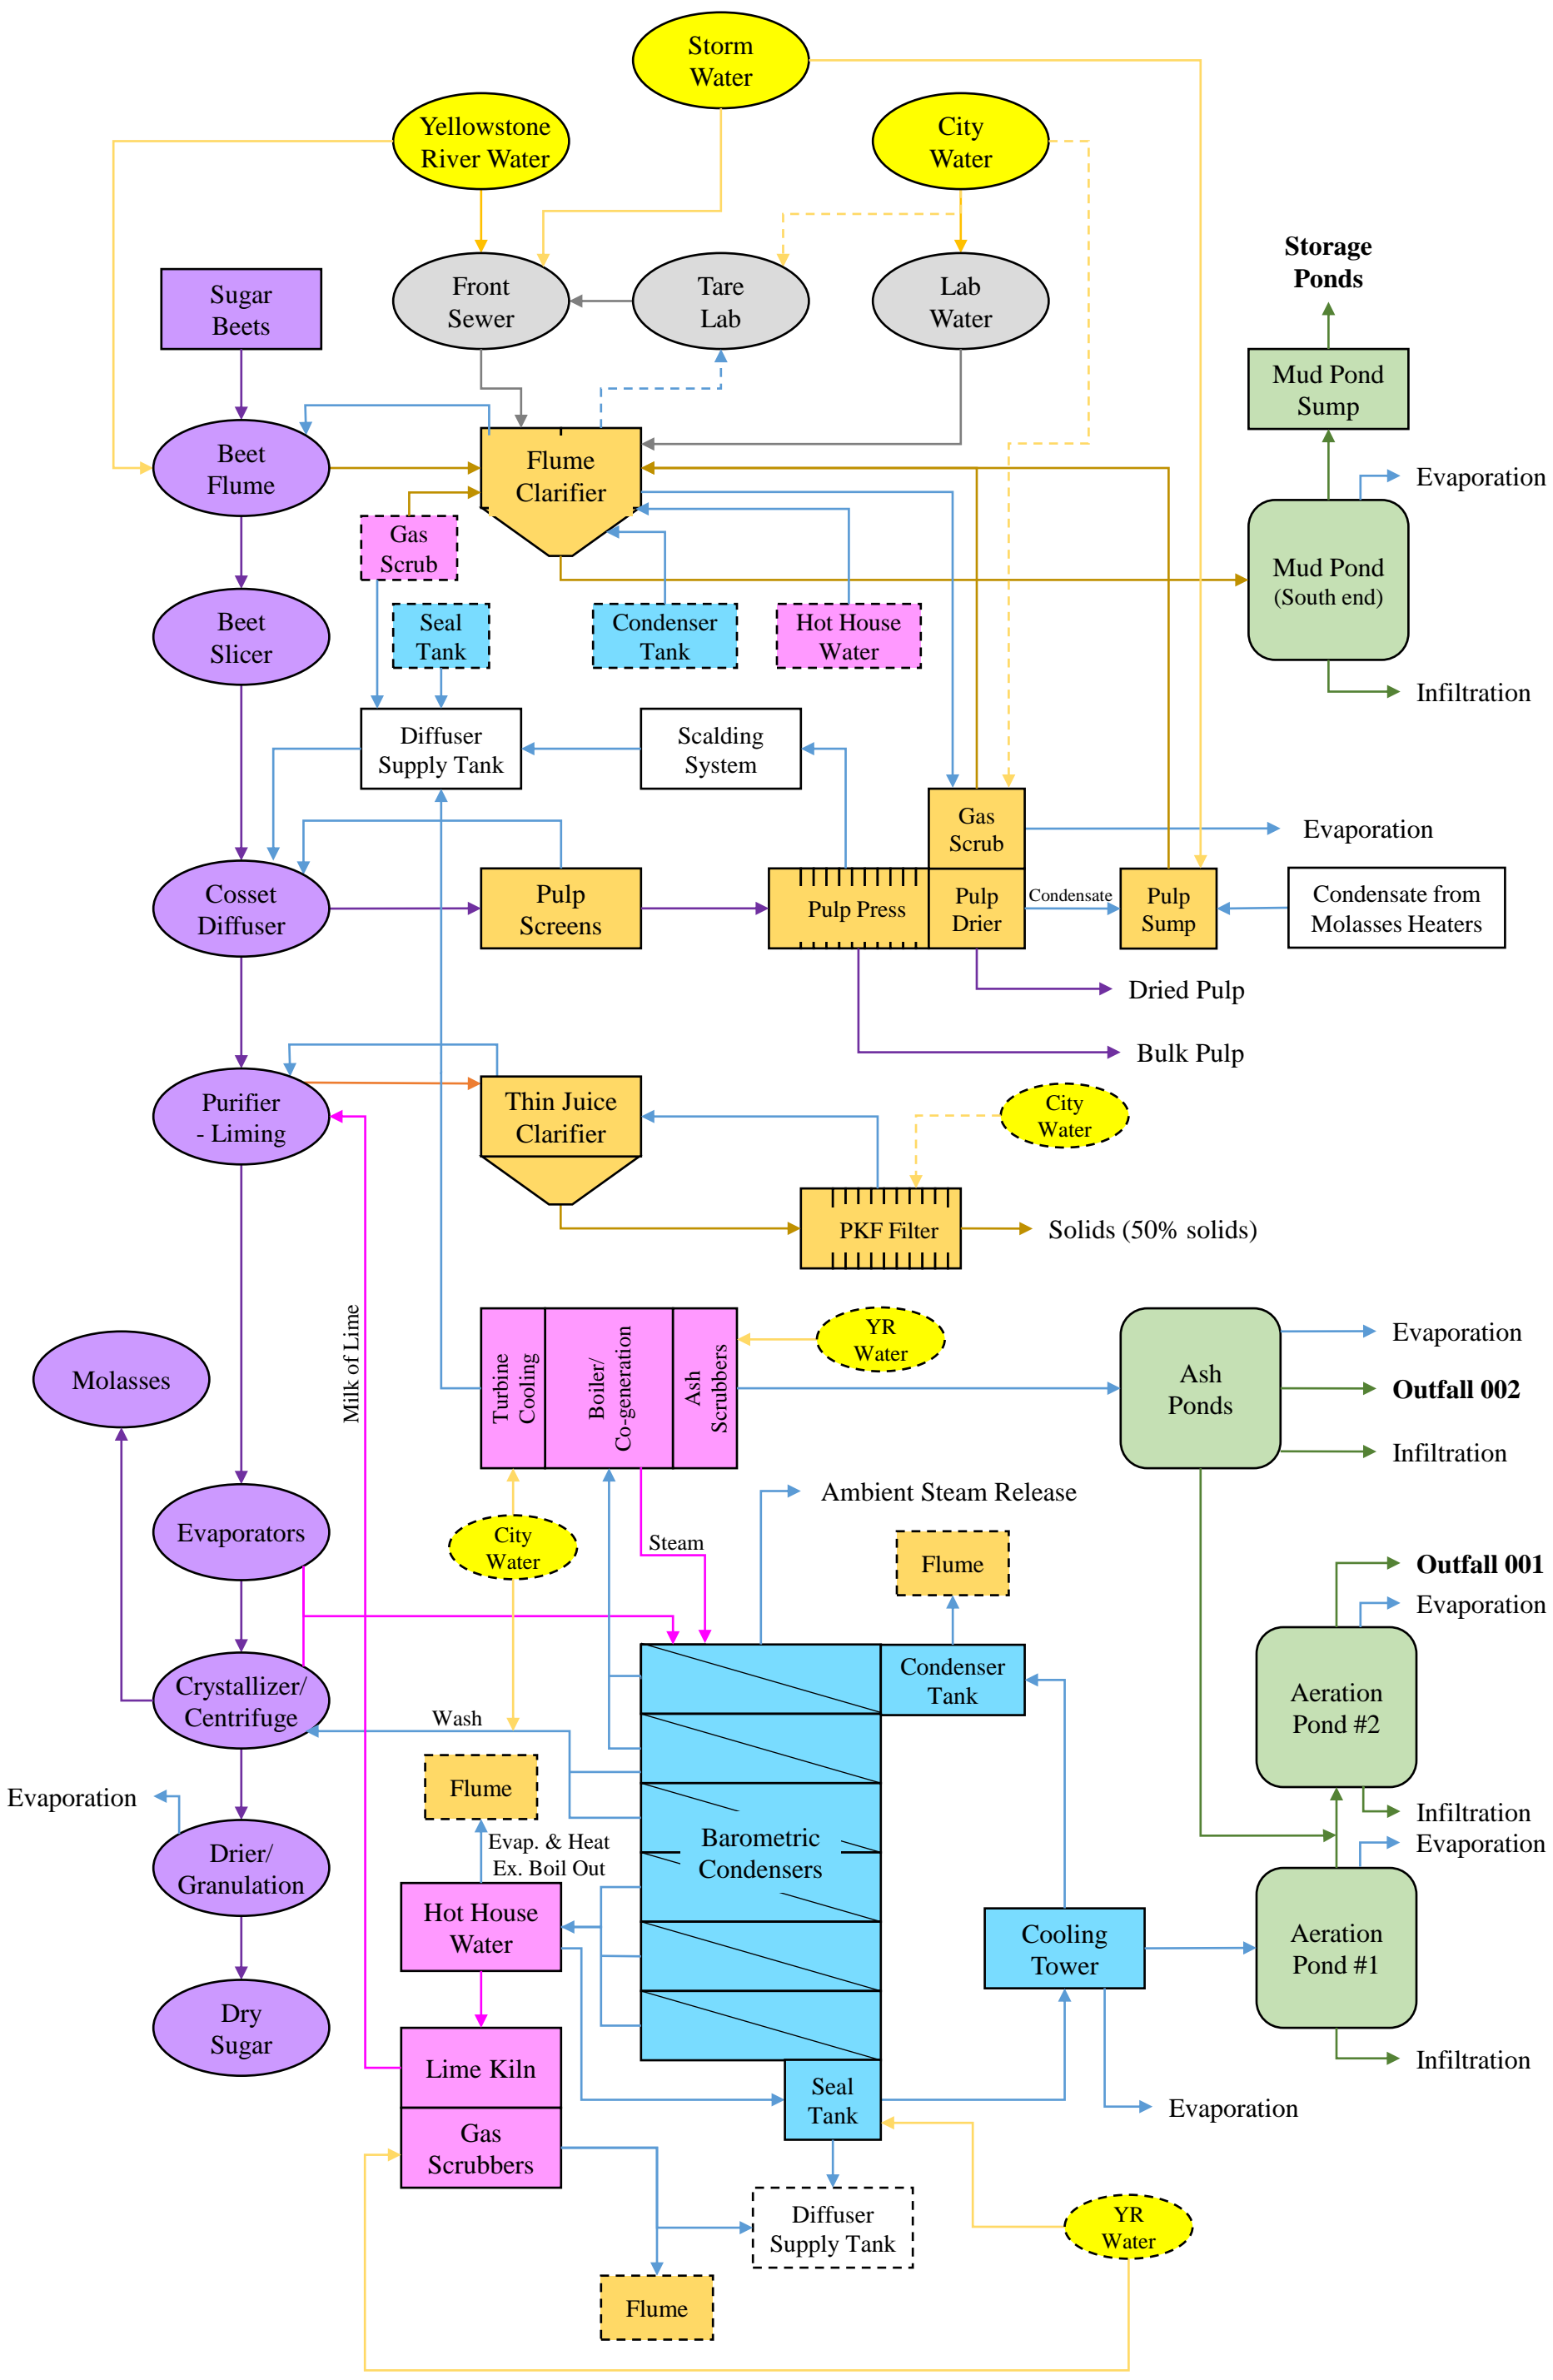 Storm
Water
Yellowstone
River Water
City
Water
Storage
Ponds
Sugar
Beets
Front
Sewer
Tare
Lab
Lab
Water
Mud Pond
Sump
Beet
Flume
Flume
Clarifier
Evaporation
Gas
Scrub
Mud Pond
(South end)
Beet
Slicer
Seal
Tank
Condenser
Tank
Hot House
Water
Infiltration
Diffuser
Supply Tank
Scalding
System
Gas
Scrub
Evaporation
Cosset
Diffuser
Pulp
Screens
Pulp Press
Pulp
Drier
Condensate
Pulp
Sump
Condensate from
Molasses Heaters
Dried Pulp
Bulk Pulp
Purifier
- Liming
Thin Juice
Clarifier
City
Water
PKF Filter
Solids (50% solids)
Milk of Lime
Molasses
Turbine
Cooling
Boiler/
Co-generation
Ash
Scrubbers
YR
Water
Ash
Ponds
Evaporation
Outfall 002
Infiltration
Evaporators
City
Water
Steam
Ambient Steam Release
Flume
Outfall 001
Evaporation
Crystallizer/
Centrifuge
Wash
Condenser
Tank
Aeration
Pond #2
Evaporation
Flume
Evap. & Heat
Ex. Boil Out
Barometric
Condensers
Infiltration
Evaporation
Drier/
Granulation
Hot House
Water
Cooling
Tower
Aeration
Pond #1
Dry
Sugar
Lime Kiln
Infiltration
Gas
Scrubbers
Seal
Tank
Evaporation
Diffuser
Supply Tank
YR
Water
Flume